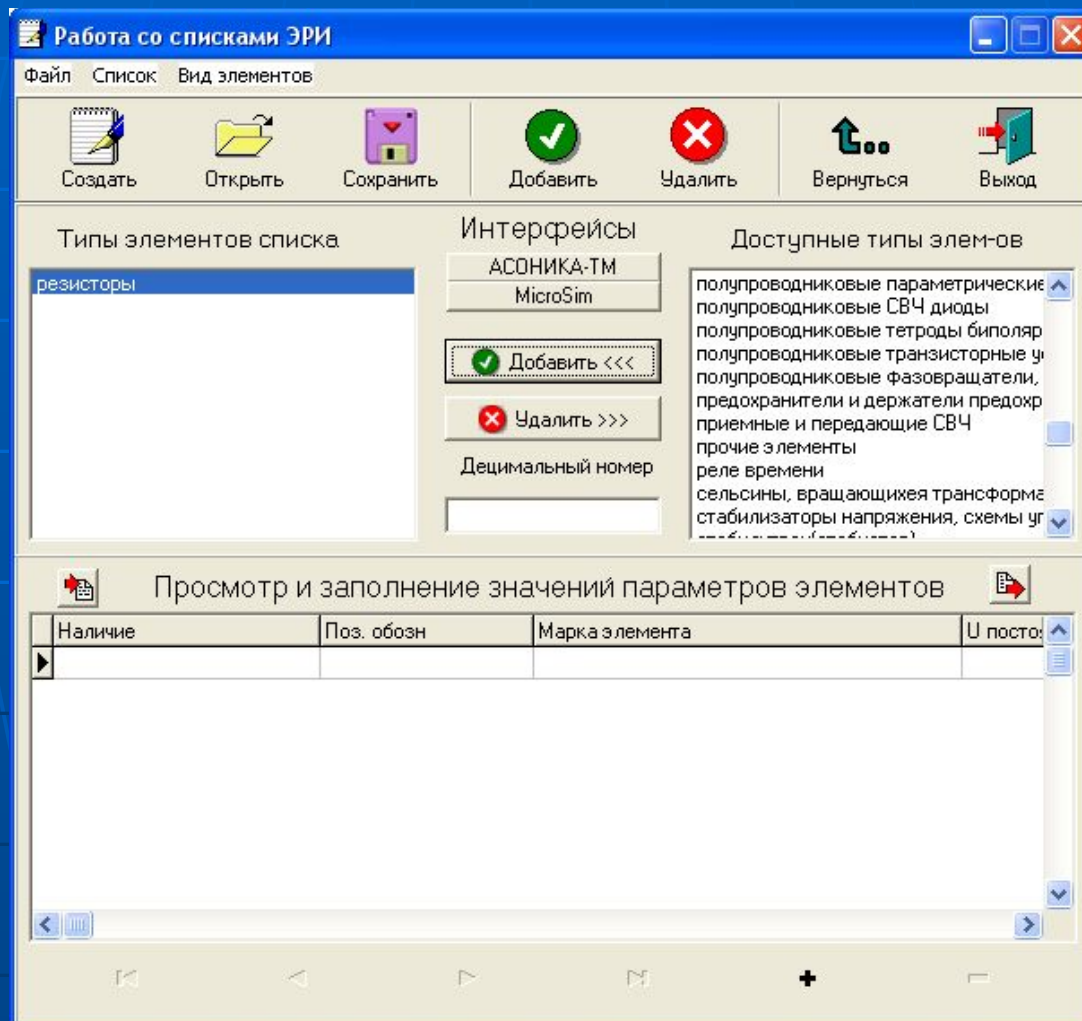 Работа со списками ЭРИ
Файл Список Вид элементов
Создать Открыть Сохранить Добавить Удалить Вернуться Выход
Типы элементов списка
резисторы
Интерфейсы
АСОНИКА-ТМ
MicroSim
Добавить <<<
Удалить >>>
Децимальный номер
Доступные типы элем-ов
полупроводниковые параметрические
полупроводниковые СВЧ диоды
полупроводниковые тетроды биполяр
полупроводниковые транзисторные у
полупроводниковые фазовращатели,
предохранители и держатели предохр
приемные и передающие СВЧ
прочие элементы
реле времени
сельсины, вращающихея трансформа
стабилизаторы напряжения, схемы уп
Просмотр и заполнение значений параметров элементов
Наличие Поз. обозн Марка элемента U постоя